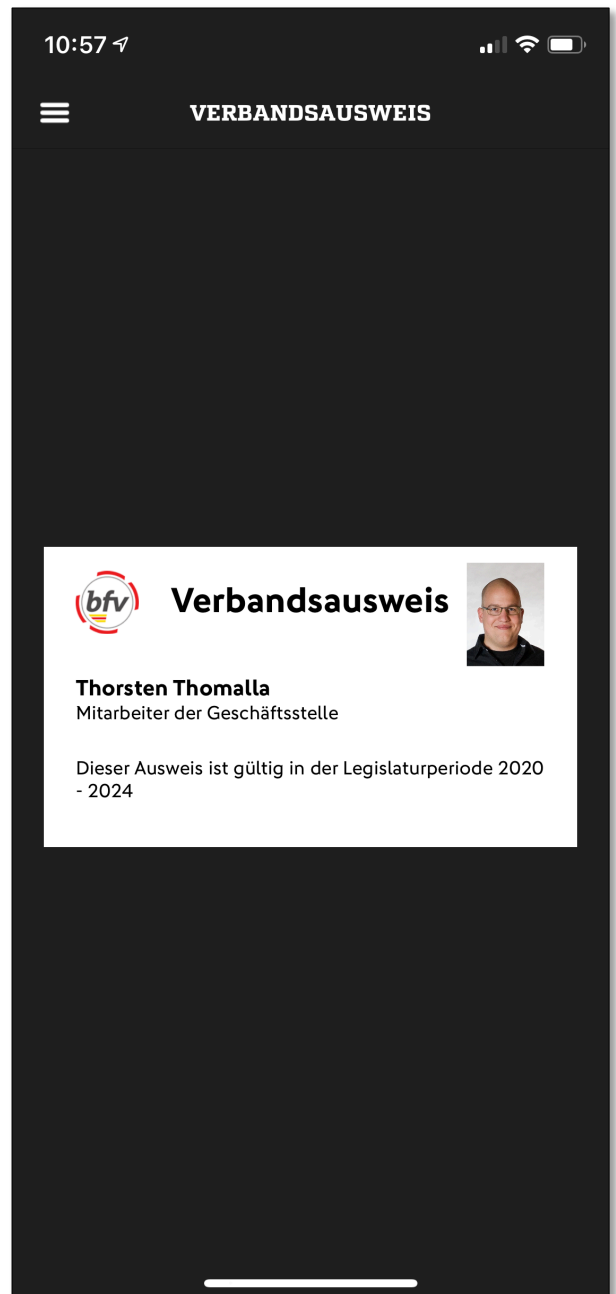 10:57
VERBANDSAUSWEIS
bfv
Verbandsausweis
Thorsten Thomalla
Mitarbeiter der Geschäftsstelle
Dieser Ausweis ist gültig in der Legislaturperiode 2020
- 2024